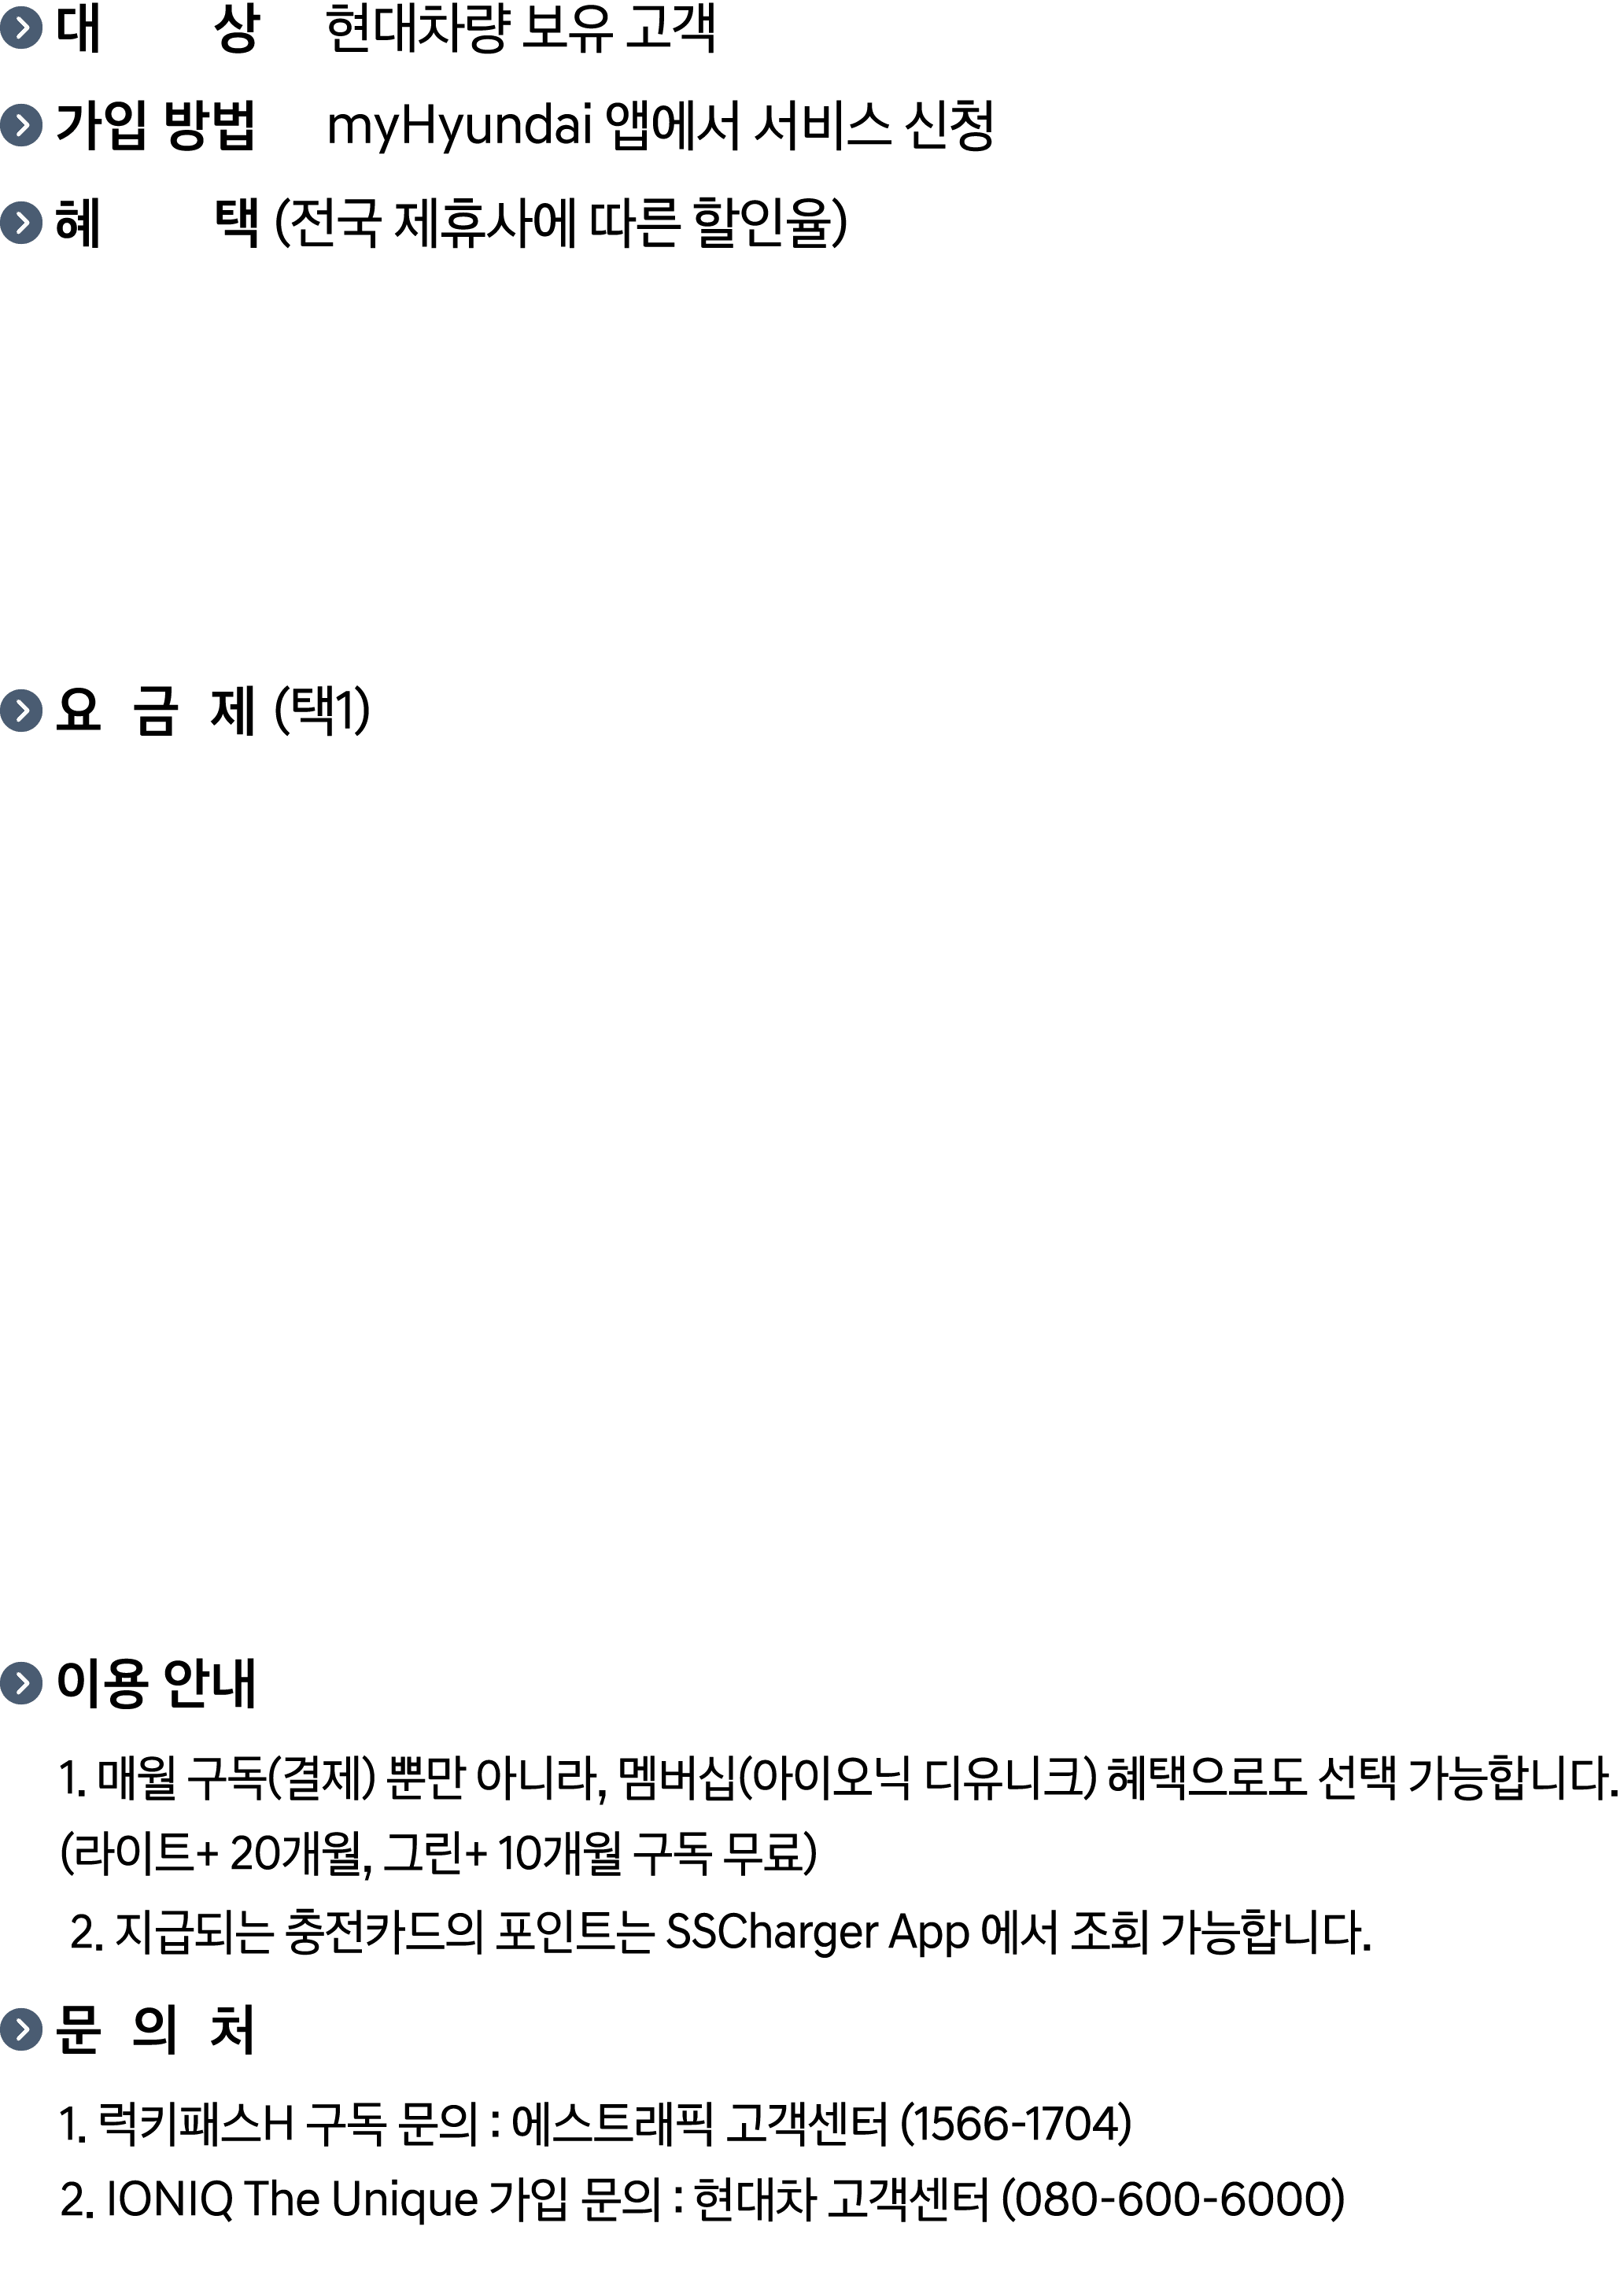 대 상 현대차량 보유 고객
가입 방법 myHyundai 앱에서 서비스 신청
혜 택 (전국 제휴사에 다른 할인율)
요 금 제 (택1)
이용 안내
1. 매월 구독(결제) 뿐만 아니라, 멤버십(아이오닉 디유니크) 혜택으로도 선택 가능합니다.
(라이트+ 20개월, 그린+ 10개월 구독 무료)
2. 지급되는 충전카드의 포인트는 SSCharger App 에서 조회 가능합니다.
문 의 처
1. 럭키패스H 구독 문의 : 에스트래픽 고객센터 (1566-1704)
2. IONIQ The Unique 가입 문의 : 현대차 고객센터 (080-600-6000)